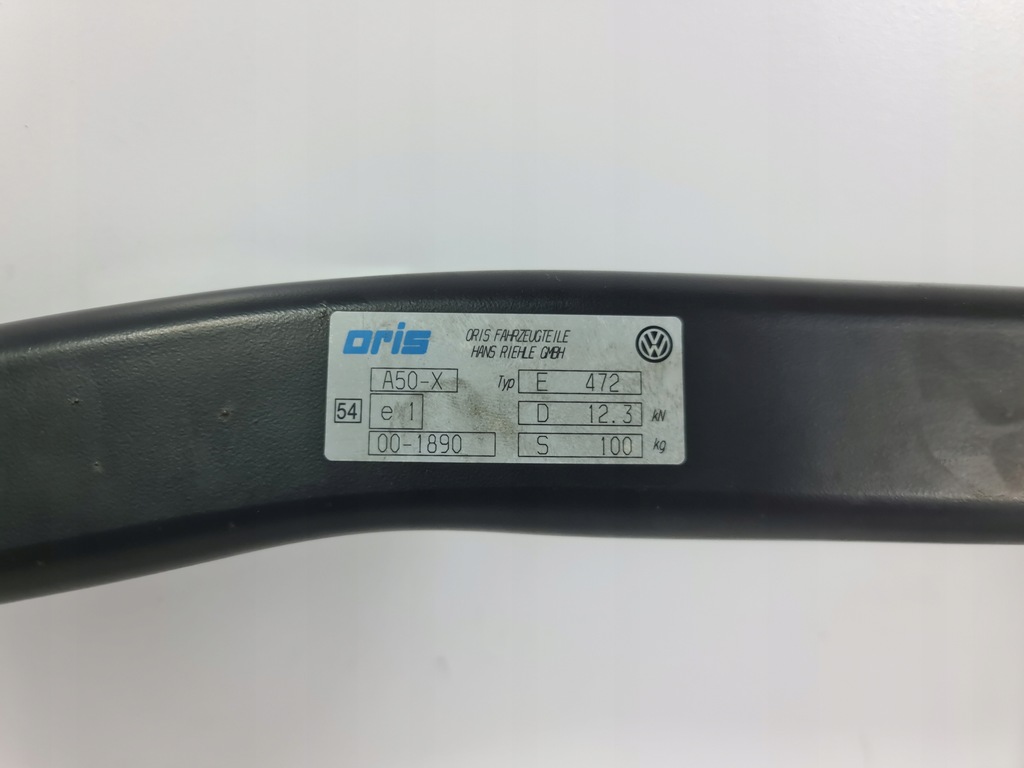 oris
ORIS FAHRZEUGTEILE
HANS RIEHLE GMBH
A50-X Typ E 472
54 e 1 D 12.3 kN
00-1890 S 100 kg